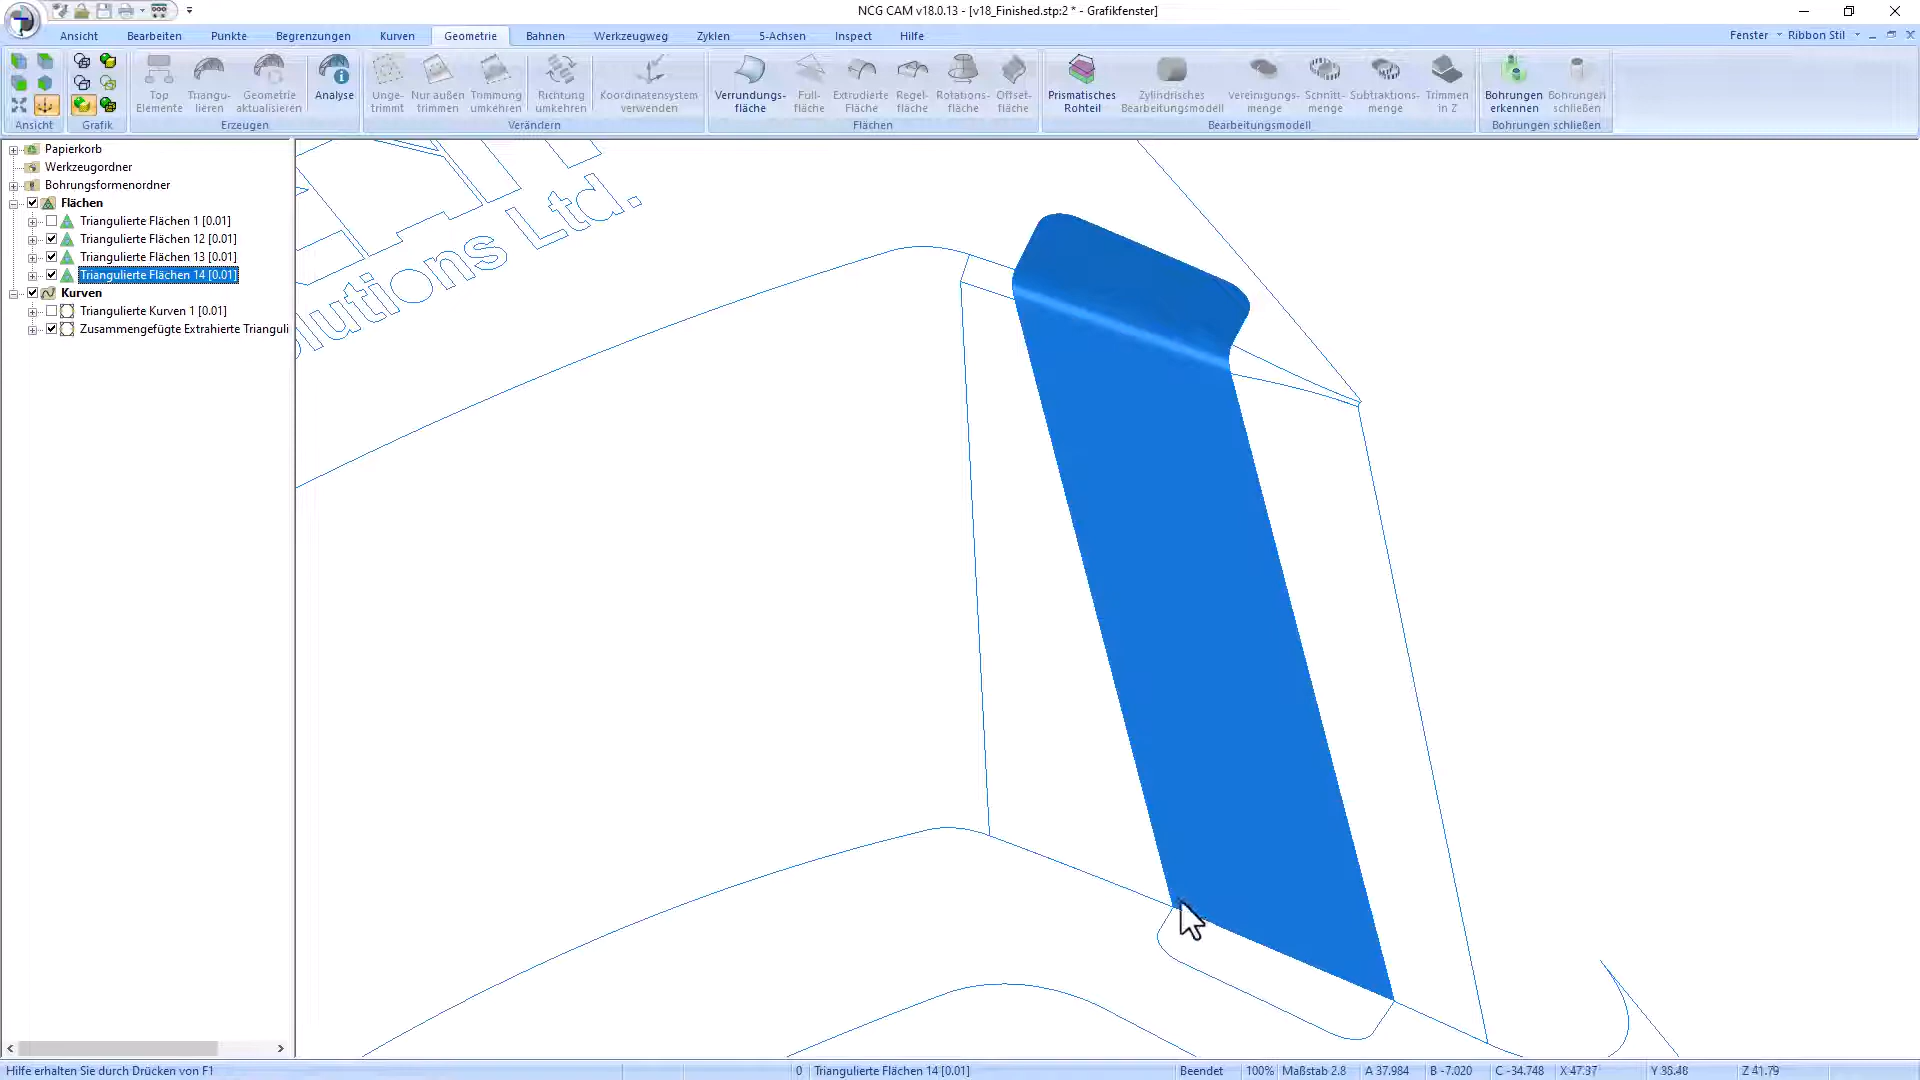 NCG CAM v18.0.13 - [v18_Finished.stp:2 * - Grafikfenster]
Ansicht Bearbeiten Punkte Begrenzungen Kurven Geometrie Bahnen Werkzeugweg Zyklen 5-Achsen Inspect Hilfe Fenster Ribbon Stil
Top Elemente
Triangu-lieren
Geometrie aktualisieren
Analyse
Unge-trimmt
Nur außen trimmen
Trimmung umkehren
Richtung umkehren
Koordinatensystem verwenden
Verrundungs-fläche
Füll-fläche
Extrudierte Fläche
Regel-fläche
Rotations-fläche
Offset-fläche
Prismatisches Rohteil
Zylindrisches Bearbeitungsmodell
Vereinigungs-menge
Schnitt-menge
Subtraktions-menge
Trimmen in Z
Bohrungen erkennen
Bohrungen schließen
Ansicht Grafik Erzeugen Verändern Flächen Bearbeitungsmodell Bohrungen schließen
Papierkorb
Werkzeugordner
Bohrungsformenordner
Flächen
Triangulierte Flächen 1 [0.01]
Triangulierte Flächen 12 [0.01]
Triangulierte Flächen 13 [0.01]
Triangulierte Flächen 14 [0.01]
Kurven
Triangulierte Kurven 1 [0.01]
Zusammengefügte Extrahierte Trianguli
olutions Ltd.
Hilfe erhalten Sie durch Drücken von F1 0 Triangulierte Flächen 14 [0.01] Beendet 100% Maßstab 2.8 A 37.984 B -7.020 C -34.748 X 47.37 Y 35.48 Z 41.79